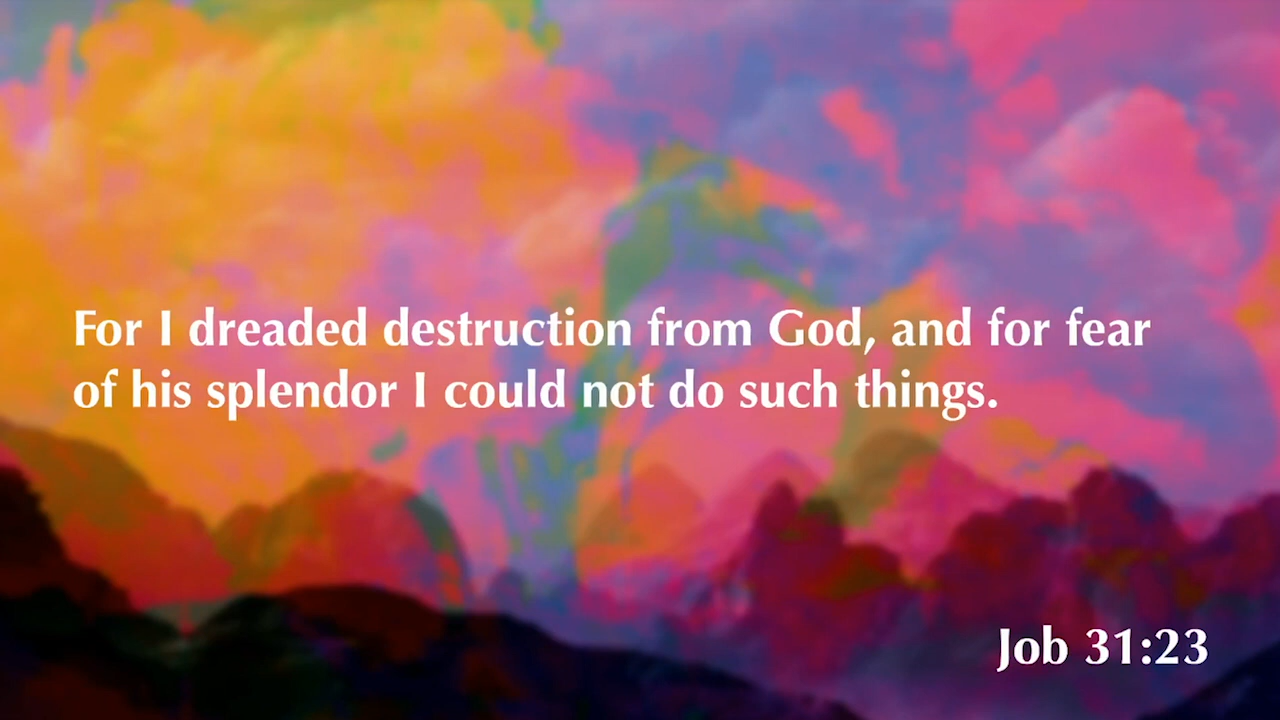 For I dreaded destruction from God, and for fear
of his splendor I could not do such things.
Job 31:23